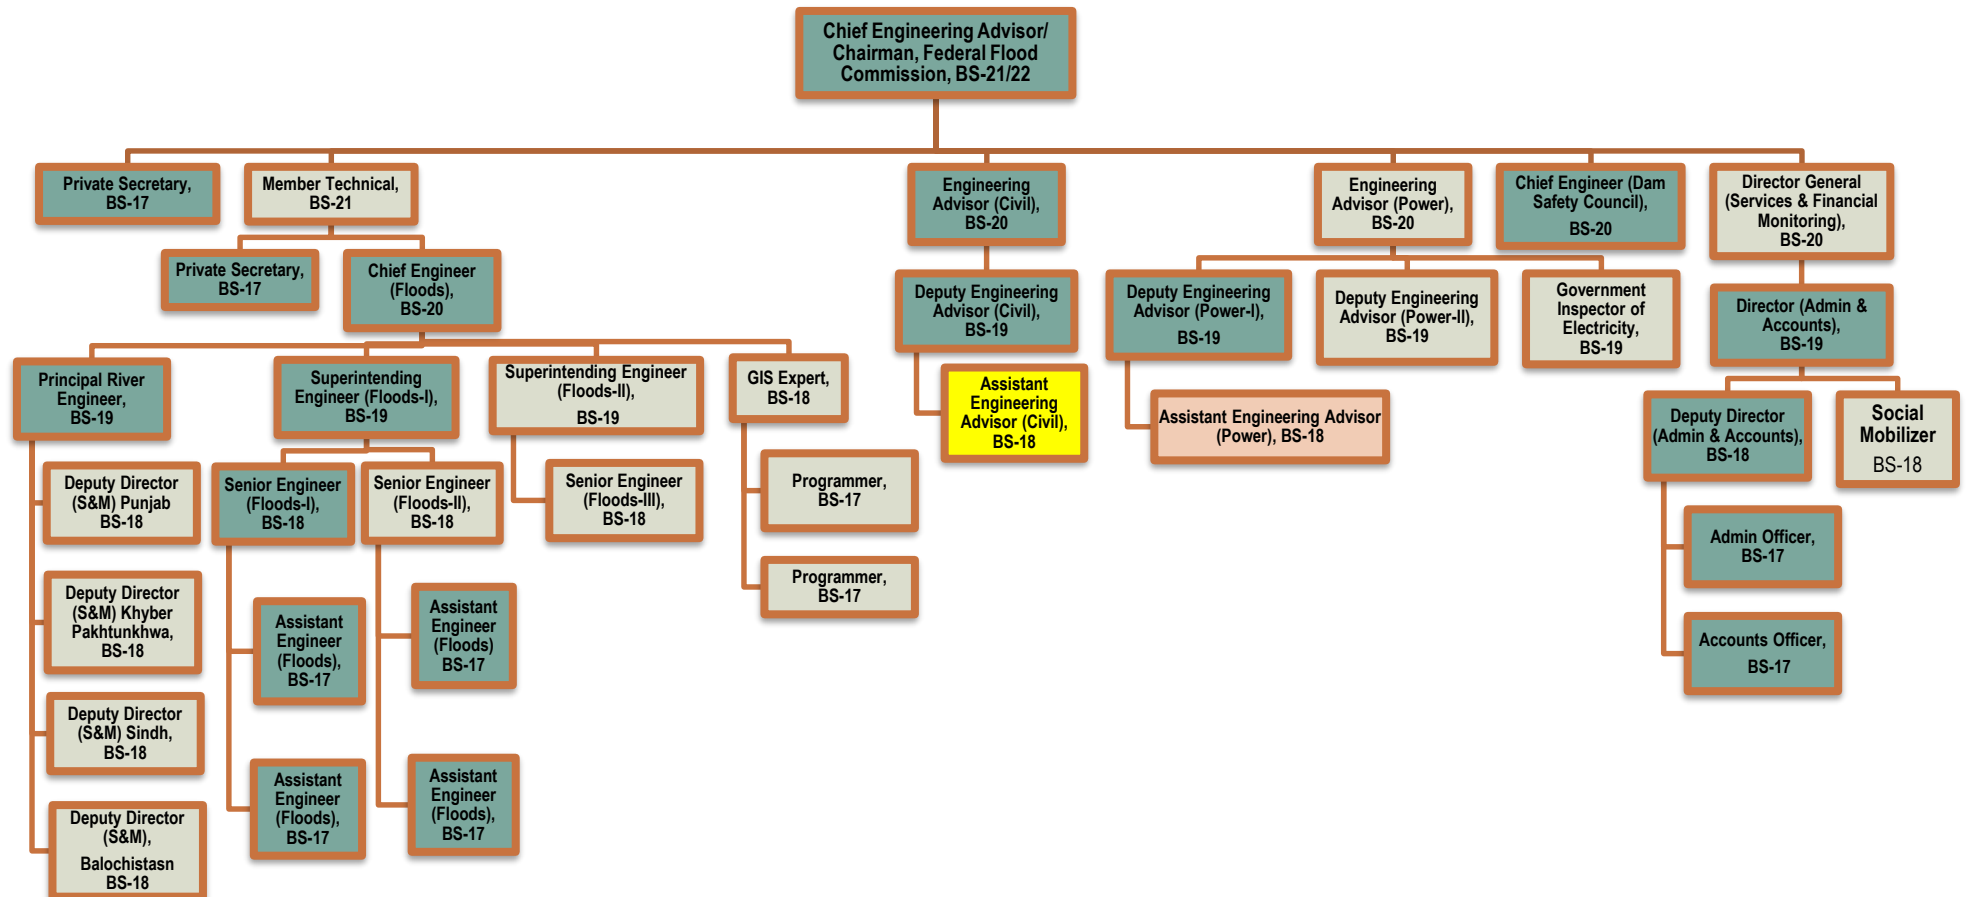 Chief Engineering Advisor/
Chairman, Federal Flood
Commission, BS-21/22
Private Secretary,
BS-17
Member Technical,
BS-21
Engineering
Advisor (Civil),
BS-20
Engineering
Advisor (Power),
BS-20
Chief Engineer (Dam
Safety Council),
BS-20
Director General
(Services & Financial
Monitoring),
BS-20
Private Secretary,
BS-17
Chief Engineer
(Floods),
BS-20
Deputy Engineering
Advisor (Civil),
BS-19
Deputy Engineering
Advisor (Power-I),
BS-19
Deputy Engineering
Advisor (Power-II),
BS-19
Government
Inspector of
Electricity,
BS-19
Director (Admin &
Accounts),
BS-19
Principal River
Engineer,
BS-19
Superintending
Engineer (Floods-I),
BS-19
Superintending Engineer
(Floods-II),
BS-19
GIS Expert,
BS-18
Assistant
Engineering
Advisor (Civil),
BS-18
Assistant Engineering Advisor
(Power), BS-18
Deputy Director
(Admin & Accounts),
BS-18
Social
Mobilizer
BS-18
Deputy Director
(S&M) Punjab
BS-18
Senior Engineer
(Floods-I),
BS-18
Senior Engineer
(Floods-II),
BS-18
Senior Engineer
(Floods-III),
BS-18
Programmer,
BS-17
Admin Officer,
BS-17
Deputy Director
(S&M) Khyber
Pakhtunkhwa,
BS-18
Assistant
Engineer
(Floods),
BS-17
Assistant
Engineer
(Floods)
BS-17
Programmer,
BS-17
Accounts Officer,
BS-17
Deputy Director
(S&M) Sindh,
BS-18
Assistant
Engineer
(Floods),
BS-17
Assistant
Engineer
(Floods),
BS-17
Deputy Director
(S&M),
Balochistasn
BS-18